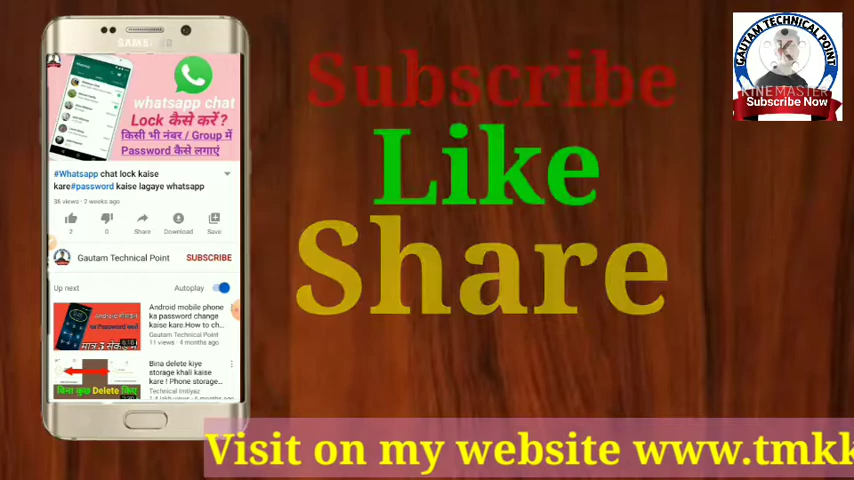 SAMSUNG
whatsapp chat
Lock कैसे करें ?
किसी भी नंबर / Group में
Password कैसे लगाएं
#Whatsapp chat lock kaise
kare#password kaise lagaye whatsapp
36 views · 2 weeks ago
2
0
Share
Download
Save
Gautam Technical Point
SUBSCRIBE
Up next
Autoplay
मात्र 5 सेकंड में
Android mobile phone
ka password change
kaise kare.How to ch...
Gautam Technical Point
11 views · 4 months ago
बिना कुछ Delete किए
Bina delete kiye
storage khali kaise
kare ! Phone storage...
Technical Imtiyaz
Subscribe
Like
Share
GAUTAM TECHNICAL POINT
KINEMASTER
Subscribe Now
Visit on my website www.tmkk